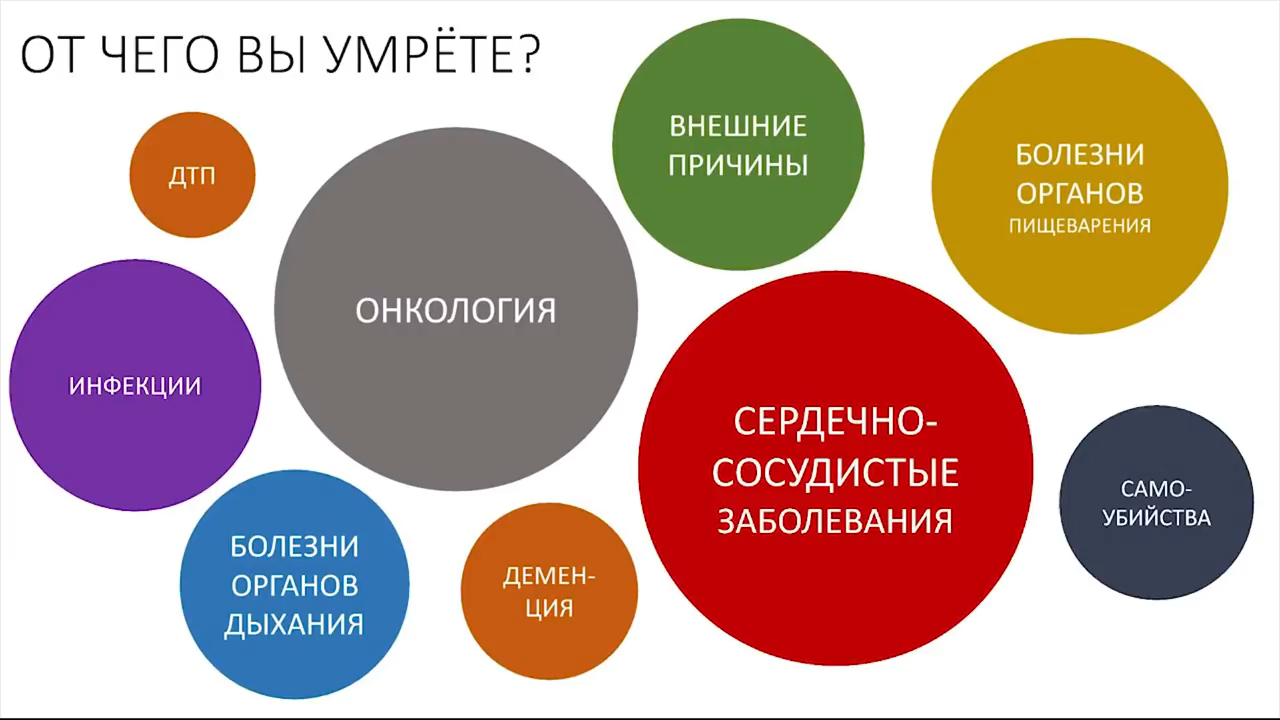 ОТ ЧЕГО ВЫ УМРЁТЕ?
ДТП
ОНКОЛОГИЯ
ВНЕШНИЕ
ПРИЧИНЫ
БОЛЕЗНИ
ОРГАНОВ
ПИЩЕВАРЕНИЯ
ИНФЕКЦИИ
СЕРДЕЧНО-
СОСУДИСТЫЕ
ЗАБОЛЕВАНИЯ
САМО-
УБИЙСТВА
БОЛЕЗНИ
ОРГАНОВ
ДЫХАНИЯ
ДЕМЕН-
ЦИЯ